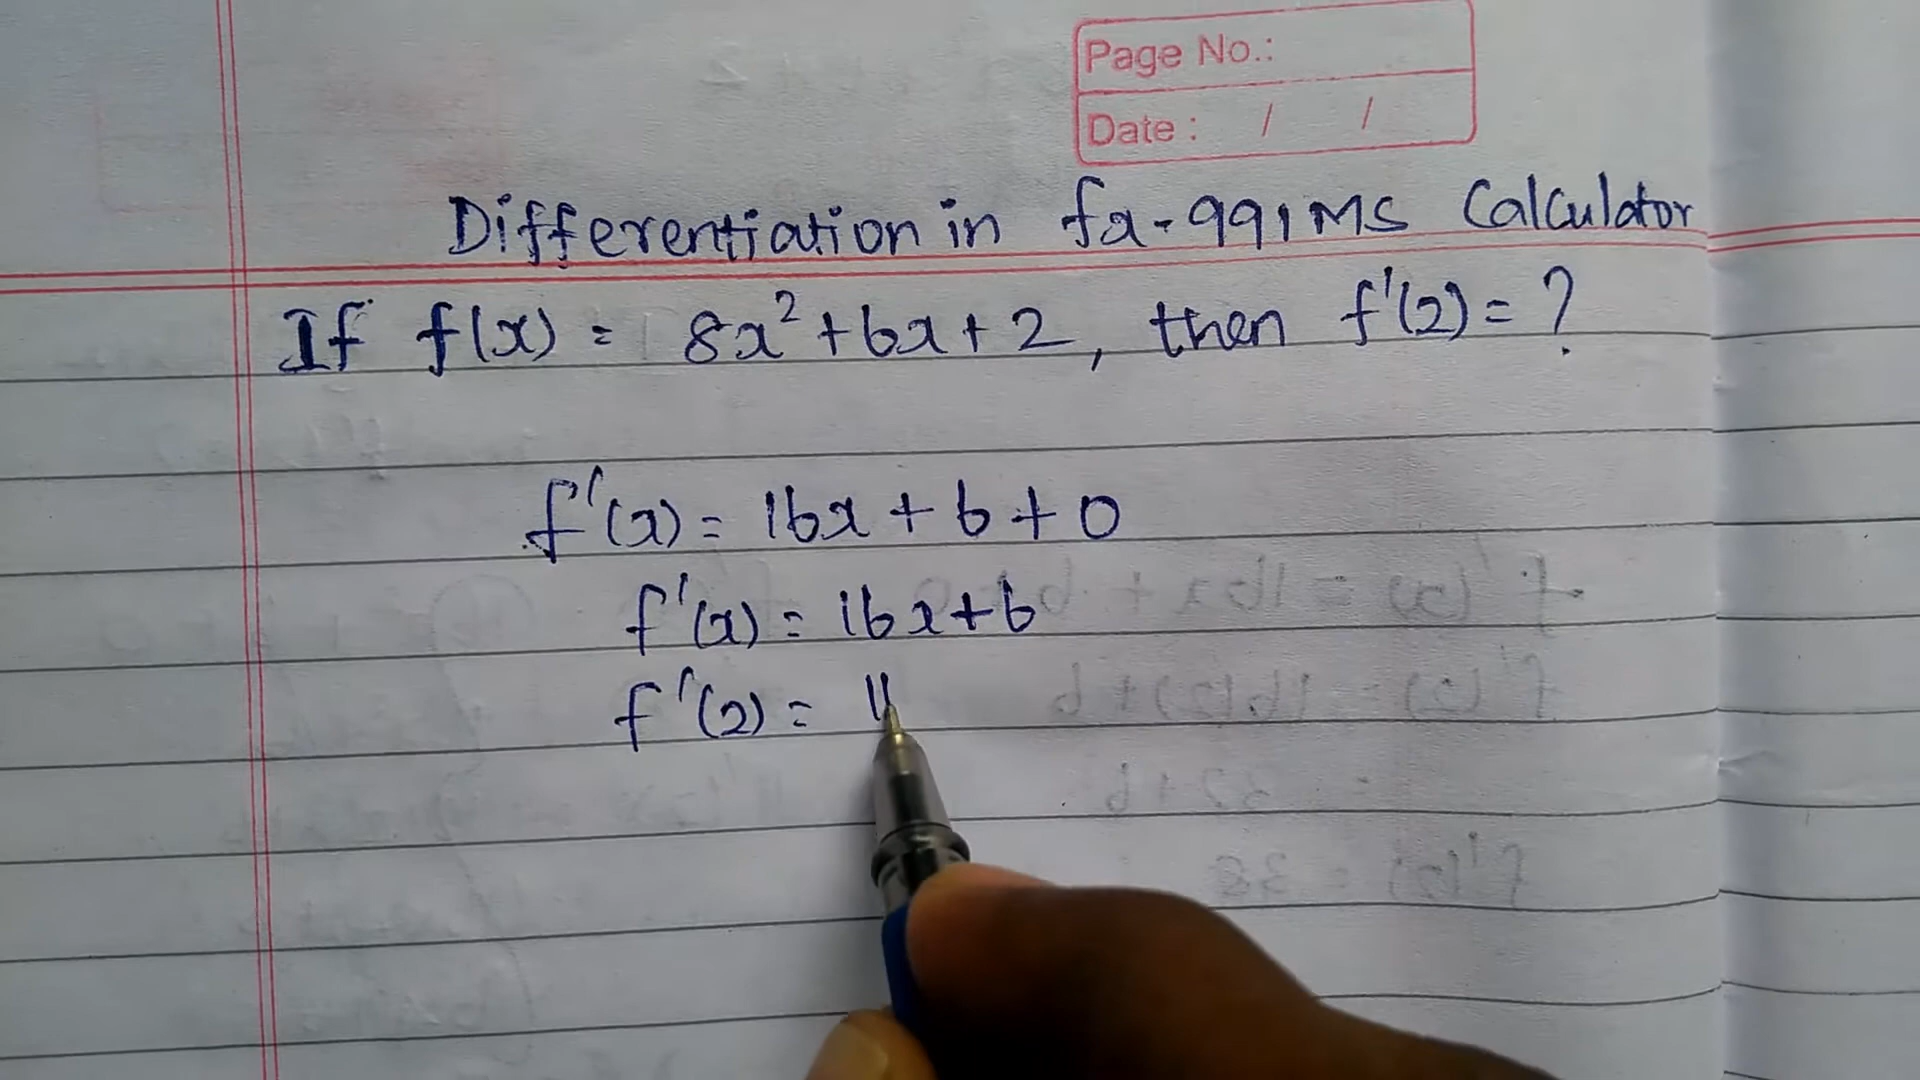 Page No.:
Date : / /
Differentiation in fx-991MS Calculator
If f(x) = 8x² + 6x + 2, then f'(2) = ?
f'(x) = 16x + 6 + 0
f'(x) = 16x + 6
f'(2) =